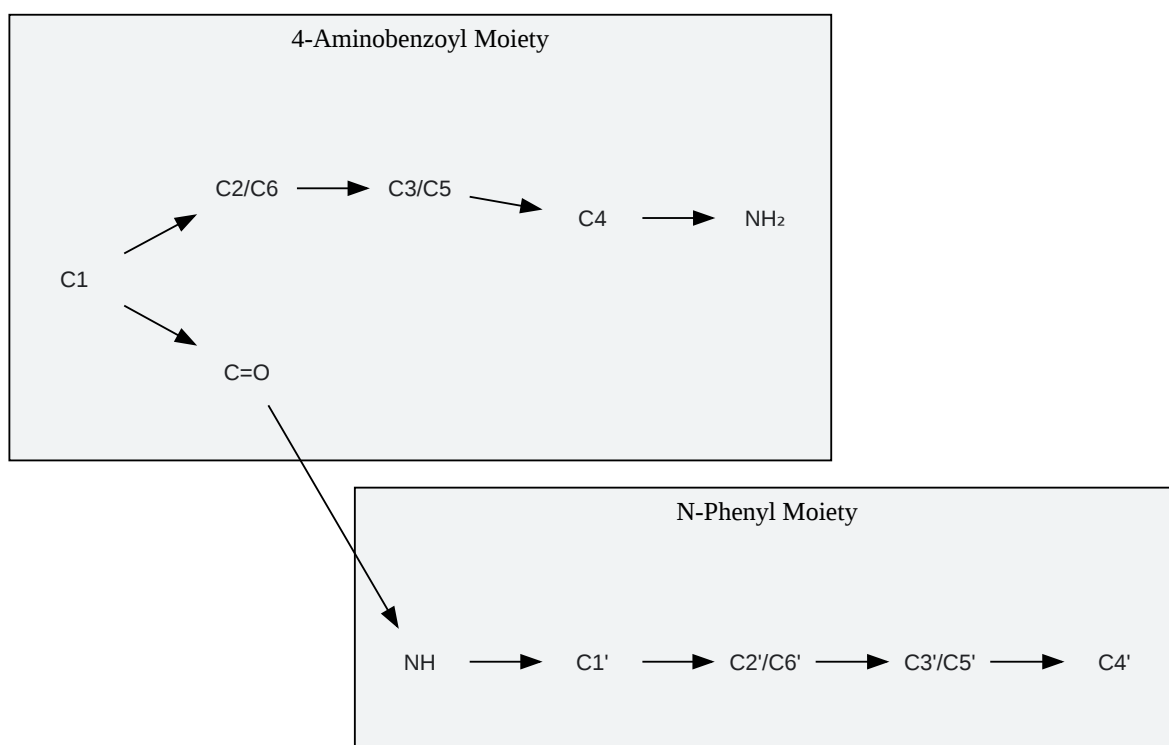 4-Aminobenzoyl Moiety
C2/C6
C3/C5
C4
NH₂
C1
C=O
N-Phenyl Moiety
NH
C1'
C2'/C6'
C3'/C5'
C4'